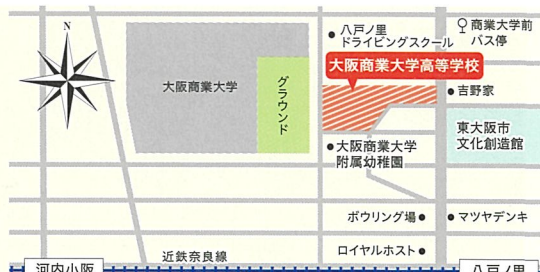 N
八戸ノ里
ドライビングスクール
商業大学前
バス停
大阪商業大学高等学校
大阪商業大学
グラウンド
吉野家
東大阪市
文化創造館
大阪商業大学
附属幼稚園
ボウリング場
マツヤデンキ
ロイヤルホスト
近鉄奈良線
河内小阪
八戸ノ里